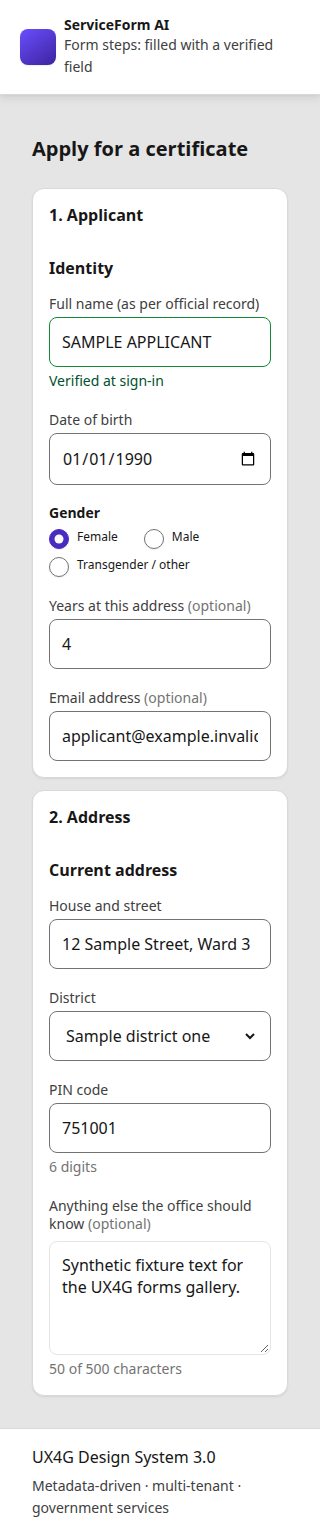 ServiceForm AI
Form steps: filled with a verified
field
Apply for a certificate
1. Applicant
Identity
Full name (as per official record)
SAMPLE APPLICANT
Verified at sign-in
Date of birth
01/01/1990
Gender
Female
Male
Transgender / other
Years at this address (optional)
4
Email address (optional)
applicant@example.invalid
2. Address
Current address
House and street
12 Sample Street, Ward 3
District
Sample district one
PIN code
751001
6 digits
Anything else the office should
know (optional)
Synthetic fixture text for
the UX4G forms gallery.
50 of 500 characters
UX4G Design System 3.0
Metadata-driven · multi-tenant ·
government services